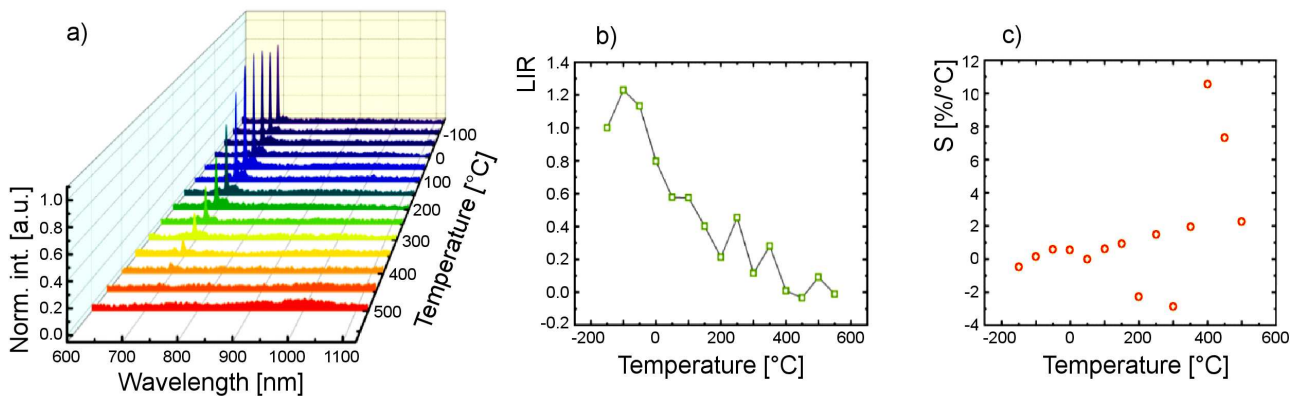 a)
Norm. int. [a.u.]
1.0
0.8
0.6
0.4
0.2
0.0
600 700 800 900 1000 1100
Wavelength [nm]
-100
0
100
200
300
400
500
Temperature [°C]
b)
LIR
1.4
1.2
1.0
0.8
0.6
0.4
0.2
0.0
-0.2
-200 0 200 400 600
Temperature [°C]
c)
S [%/°C]
12
10
8
6
4
2
0
-2
-4
-200 0 200 400 600
Temperature [°C]